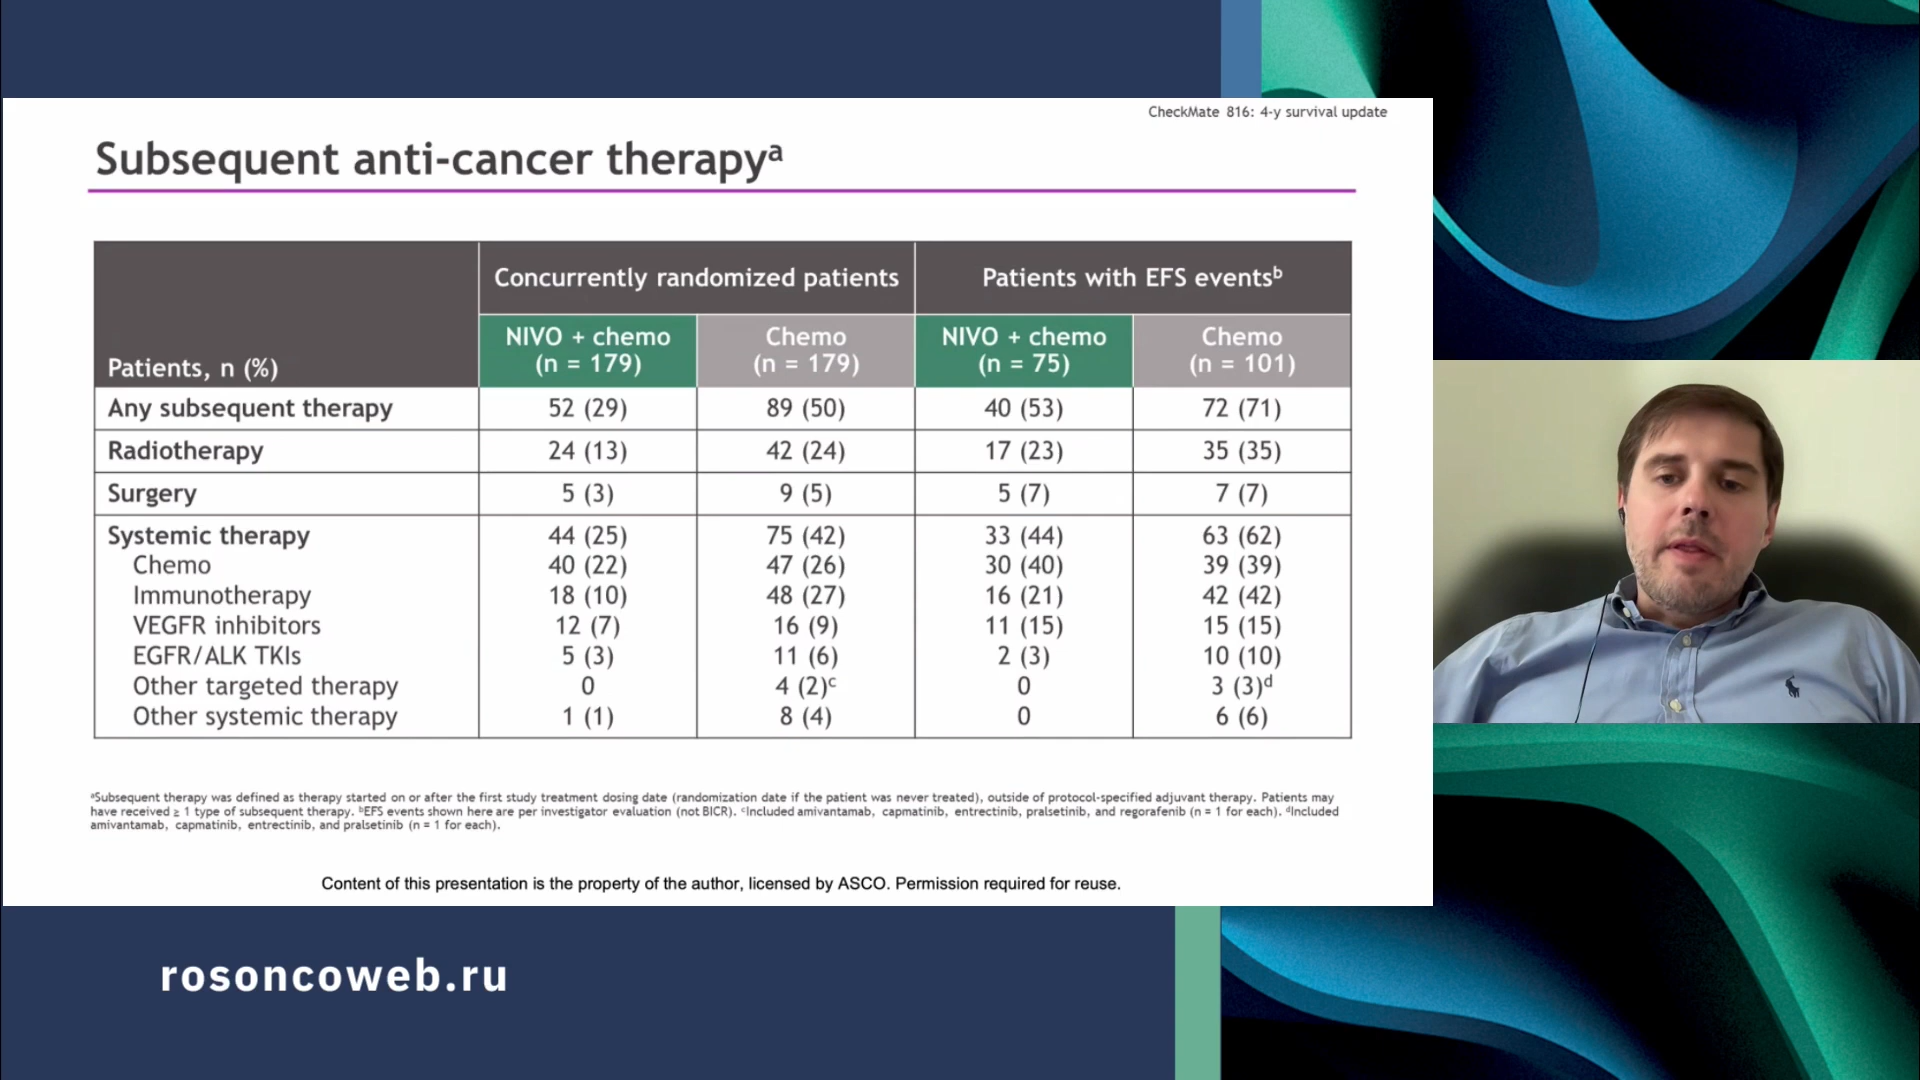 CheckMate 816: 4-y survival update
Subsequent anti-cancer therapyᵃ
Patients, n (%)
Concurrently randomized patients
Patients with EFS eventsᵇ
NIVO + chemo
(n = 179)
Chemo
(n = 179)
NIVO + chemo
(n = 75)
Chemo
(n = 101)
Any subsequent therapy 52 (29) 89 (50) 40 (53) 72 (71)
Radiotherapy 24 (13) 42 (24) 17 (23) 35 (35)
Surgery 5 (3) 9 (5) 5 (7) 7 (7)
Systemic therapy 44 (25) 75 (42) 33 (44) 63 (62)
Chemo 40 (22) 47 (26) 30 (40) 39 (39)
Immunotherapy 18 (10) 48 (27) 16 (21) 42 (42)
VEGFR inhibitors 12 (7) 16 (9) 11 (15) 15 (15)
EGFR/ALK TKIs 5 (3) 11 (6) 2 (3) 10 (10)
Other targeted therapy 0 4 (2)ᶜ 0 3 (3)ᵈ
Other systemic therapy 1 (1) 8 (4) 0 6 (6)
ᵃSubsequent therapy was defined as therapy started on or after the first study treatment dosing date (randomization date if the patient was never treated), outside of protocol-specified adjuvant therapy. Patients may
have received ≥ 1 type of subsequent therapy. ᵇEFS events shown here are per investigator evaluation (not BICR). ᶜIncluded amivantamab, capmatinib, entrectinib, pralsetinib, and regorafenib (n = 1 for each). ᵈIncluded
amivantamab, capmatinib, entrectinib, and pralsetinib (n = 1 for each).
Content of this presentation is the property of the author, licensed by ASCO. Permission required for reuse.
rosoncoweb.ru